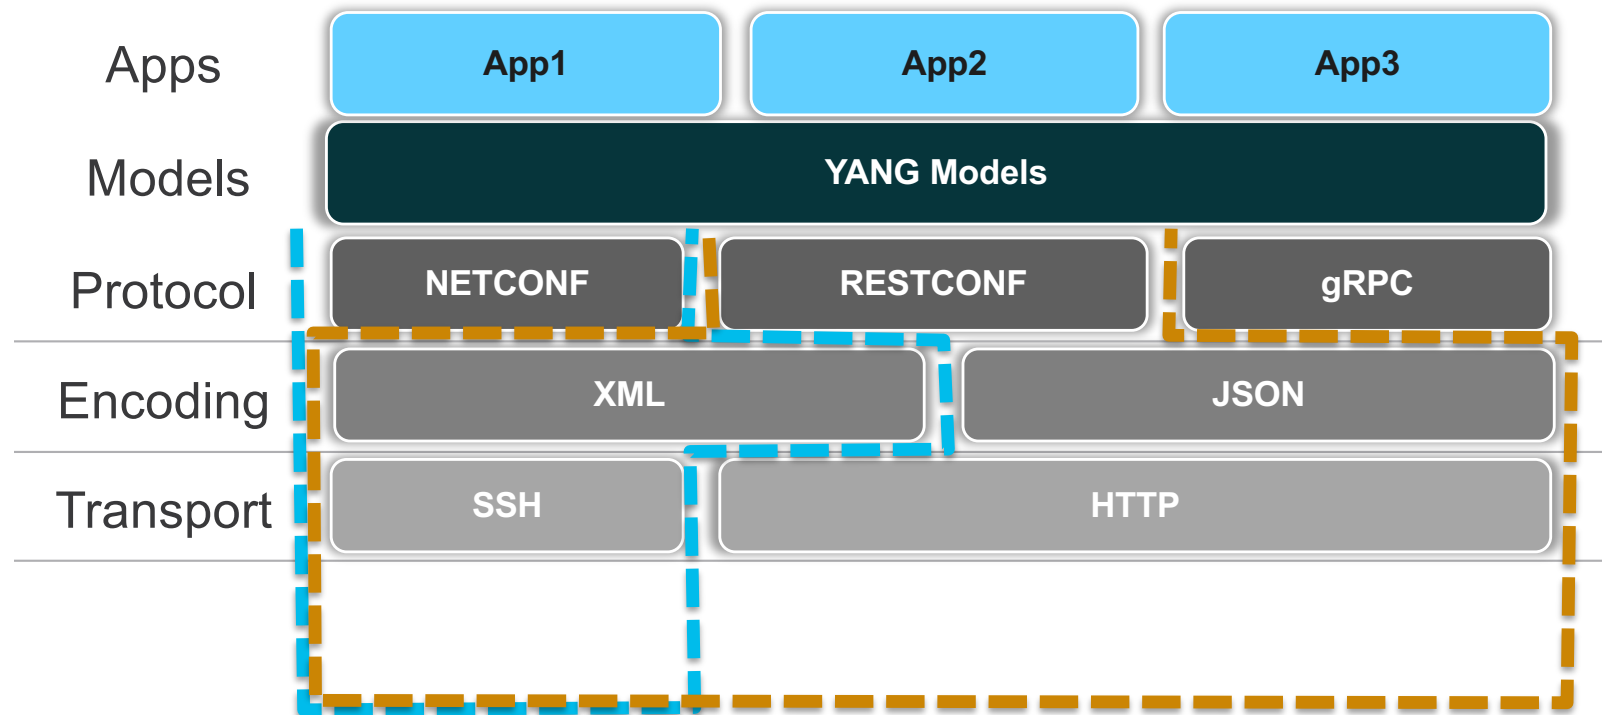 Apps
App1
App2
App3
Models
YANG Models
Protocol
NETCONF
RESTCONF
gRPC
Encoding
XML
JSON
Transport
SSH
HTTP